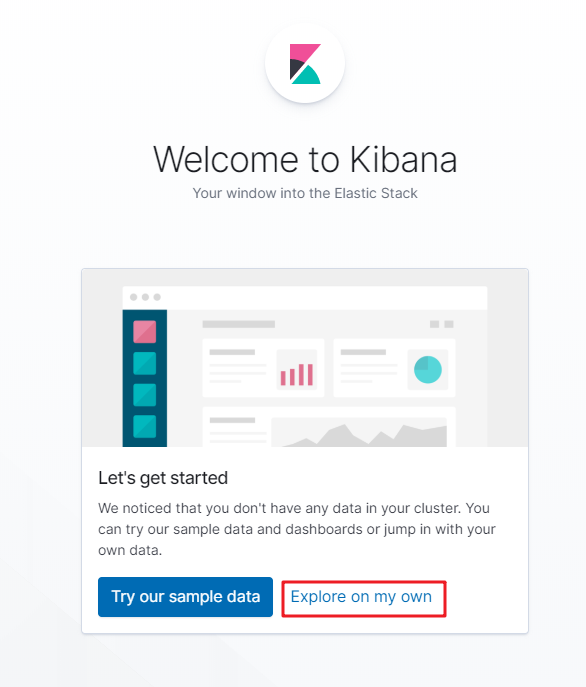 Welcome to Kibana
Your window into the Elastic Stack
Let's get started
We noticed that you don't have any data in your cluster. You
can try our sample data and dashboards or jump in with your
own data.
Try our sample data
Explore on my own